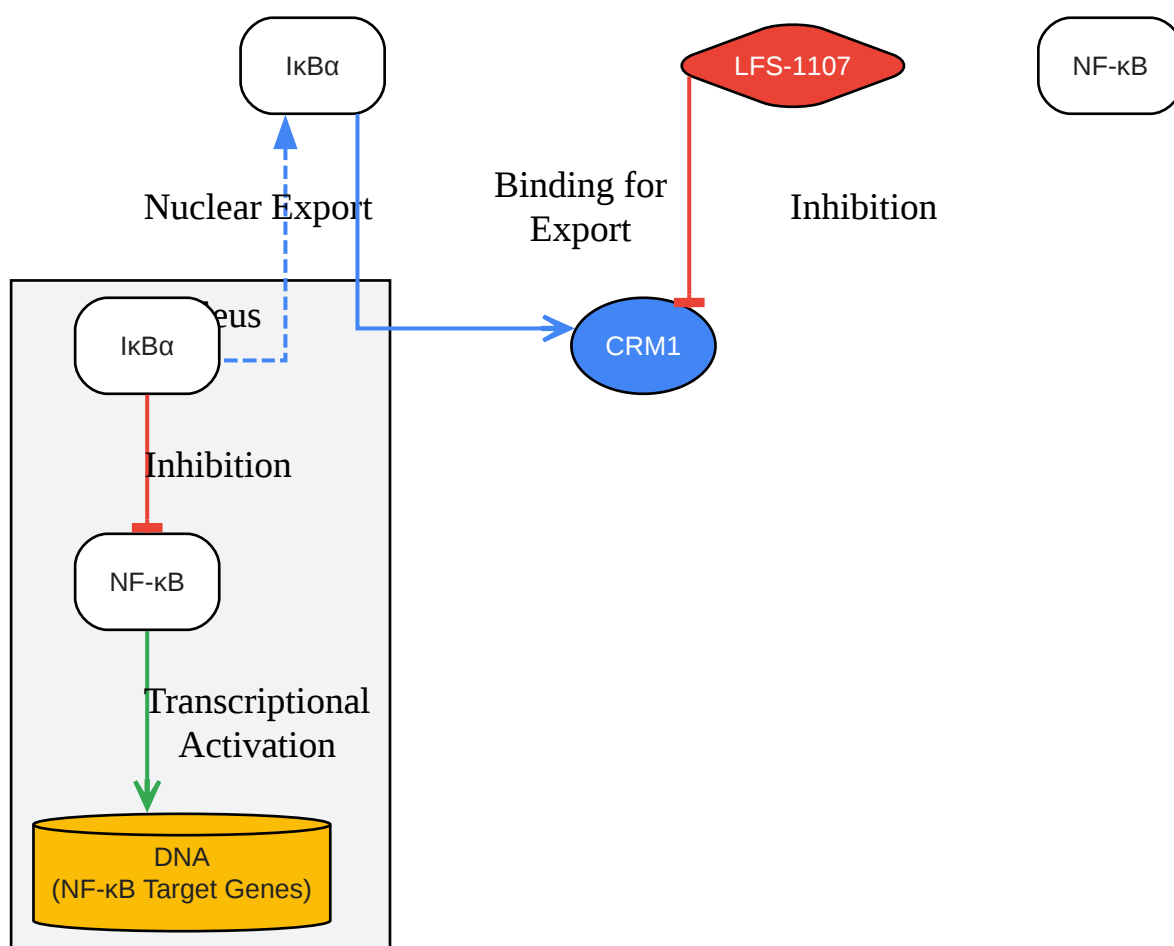 IκBα
LFS-1107
NF-κB
Nuclear Export
Binding for
Export
Inhibition
eus
IκBα
CRM1
Inhibition
NF-κB
Transcriptional
Activation
DNA
(NF-κB Target Genes)